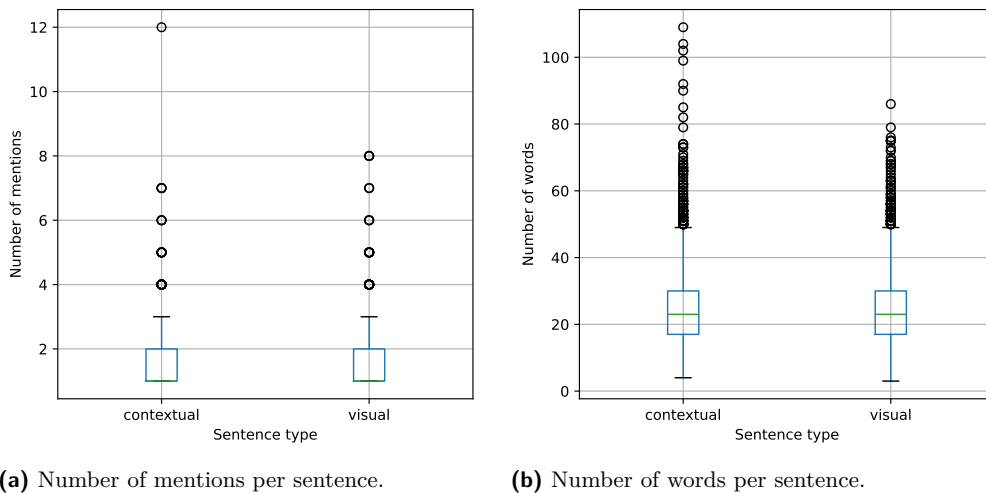 12
10
8
6
4
2
Number of mentions
contextual visual
Sentence type
100
80
60
40
20
0
Number of words
contextual visual
Sentence type
(a) Number of mentions per sentence.
(b) Number of words per sentence.